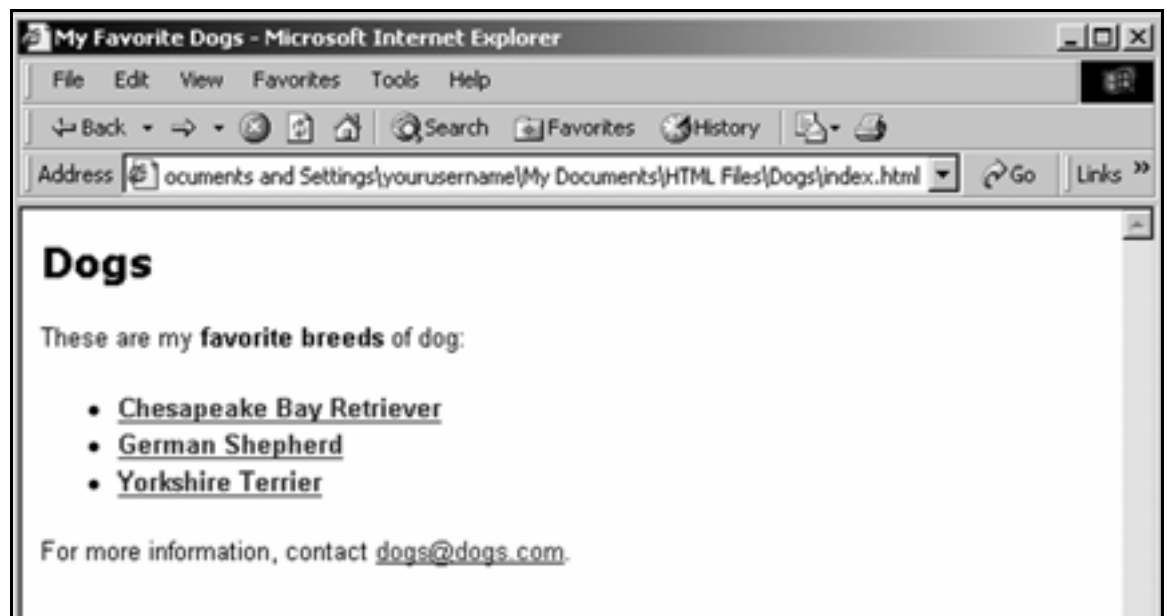 My Favorite Dogs - Microsoft Internet Explorer
File Edit View Favorites Tools Help
Back Search Favorites History
Address ocuments and Settings\yourusername\My Documents\HTML Files\Dogs\index.html Go Links »
Dogs
These are my favorite breeds of dog:
• Chesapeake Bay Retriever
• German Shepherd
• Yorkshire Terrier
For more information, contact dogs@dogs.com.